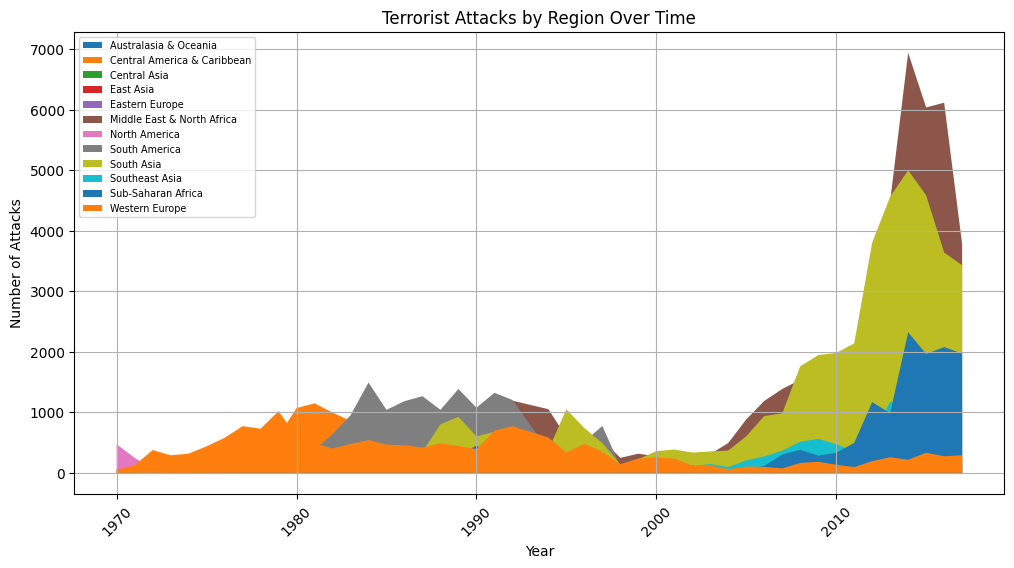 Terrorist Attacks by Region Over Time
Australasia & Oceania
Central America & Caribbean
Central Asia
East Asia
Eastern Europe
Middle East & North Africa
North America
South America
South Asia
Southeast Asia
Sub-Saharan Africa
Western Europe
7000
6000
5000
4000
3000
2000
1000
0
Number of Attacks
1970
1980
1990
2000
2010
Year